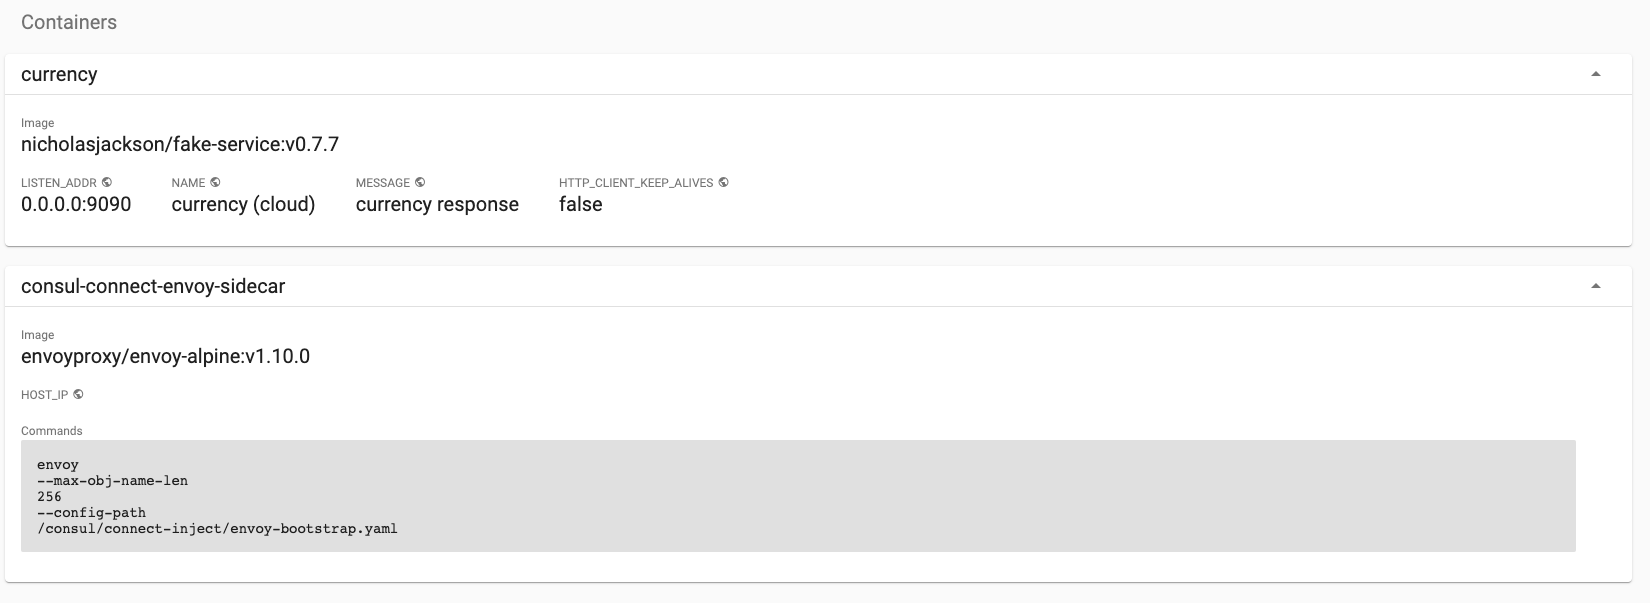 Containers
currency
Image
nicholasjackson/fake-service:v0.7.7
LISTEN_ADDR NAME MESSAGE HTTP_CLIENT_KEEP_ALIVES
0.0.0.0:9090 currency (cloud) currency response false
consul-connect-envoy-sidecar
Image
envoyproxy/envoy-alpine:v1.10.0
HOST_IP
Commands
envoy
--max-obj-name-len
256
--config-path
/consul/connect-inject/envoy-bootstrap.yaml